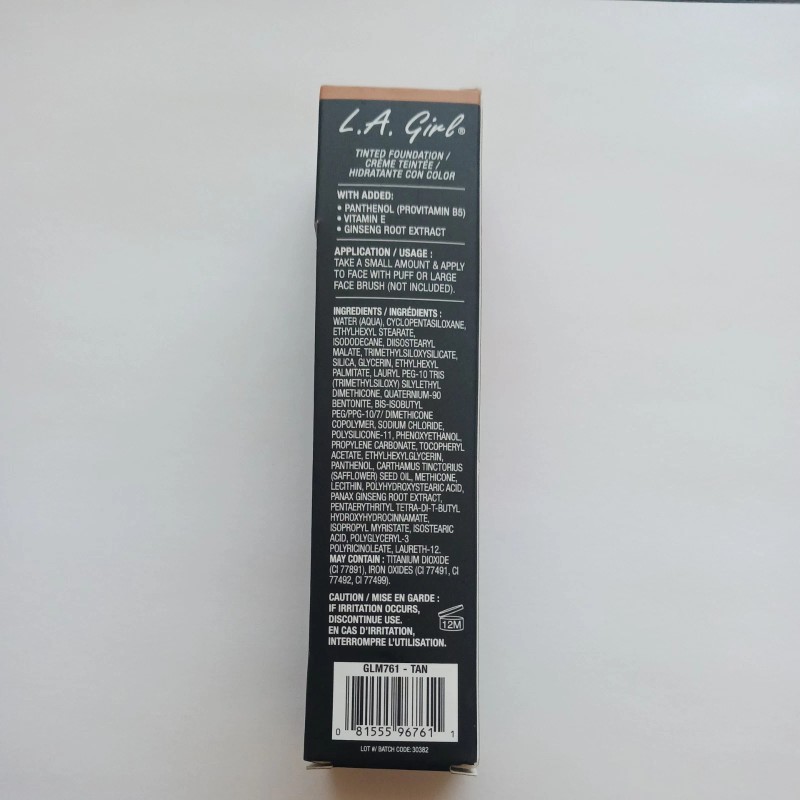 L.A. Girl®
TINTED FOUNDATION /
CRÈME TEINTÉE /
HIDRATANTE CON COLOR
WITH ADDED:
• PANTHENOL (PROVITAMIN B5)
• VITAMIN E
• GINSENG ROOT EXTRACT
APPLICATION / USAGE :
TAKE A SMALL AMOUNT & APPLY
TO FACE WITH PUFF OR LARGE
FACE BRUSH (NOT INCLUDED).
INGREDIENTS / INGRÉDIENTS :
WATER (AQUA), CYCLOPENTASILOXANE,
ETHYLHEXYL STEARATE,
ISODODECANE, DIISOSTEARYL
MALATE, TRIMETHYLSILOXYSILICATE,
SILICA, GLYCERIN, ETHYLHEXYL
PALMITATE, LAURYL PEG-10 TRIS
(TRIMETHYLSILOXY) SILYLETHYL
DIMETHICONE, QUATERNIUM-90
BENTONITE, BIS-ISOBUTYL
PEG/PPG-10/7/ DIMETHICONE
COPOLYMER, SODIUM CHLORIDE,
POLYSILICONE-11, PHENOXYETHANOL,
PROPYLENE CARBONATE, TOCOPHERYL
ACETATE, ETHYLHEXYLGLYCERIN,
PANTHENOL, CARTHAMUS TINCTORIUS
(SAFFLOWER) SEED OIL, METHICONE,
LECITHIN, POLYHYDROXYSTEARIC ACID,
PANAX GINSENG ROOT EXTRACT,
PENTAERYTHRITYL TETRA-DI-T-BUTYL
HYDROXYHYDROCINNAMATE,
ISOPROPYL MYRISTATE, ISOSTEARIC
ACID, POLYGLYCERYL-3
POLYRICINOLEATE, LAURETH-12.
MAY CONTAIN : TITANIUM DIOXIDE
(CI 77891), IRON OXIDES (CI 77491, CI
77492, CI 77499).
CAUTION / MISE EN GARDE :
IF IRRITATION OCCURS,
DISCONTINUE USE.
EN CAS D'IRRITATION,
INTERROMPRE L'UTILISATION.
12M
GLM761 - TAN
0 81555 96761 1
LOT #/ BATCH CODE: 30382